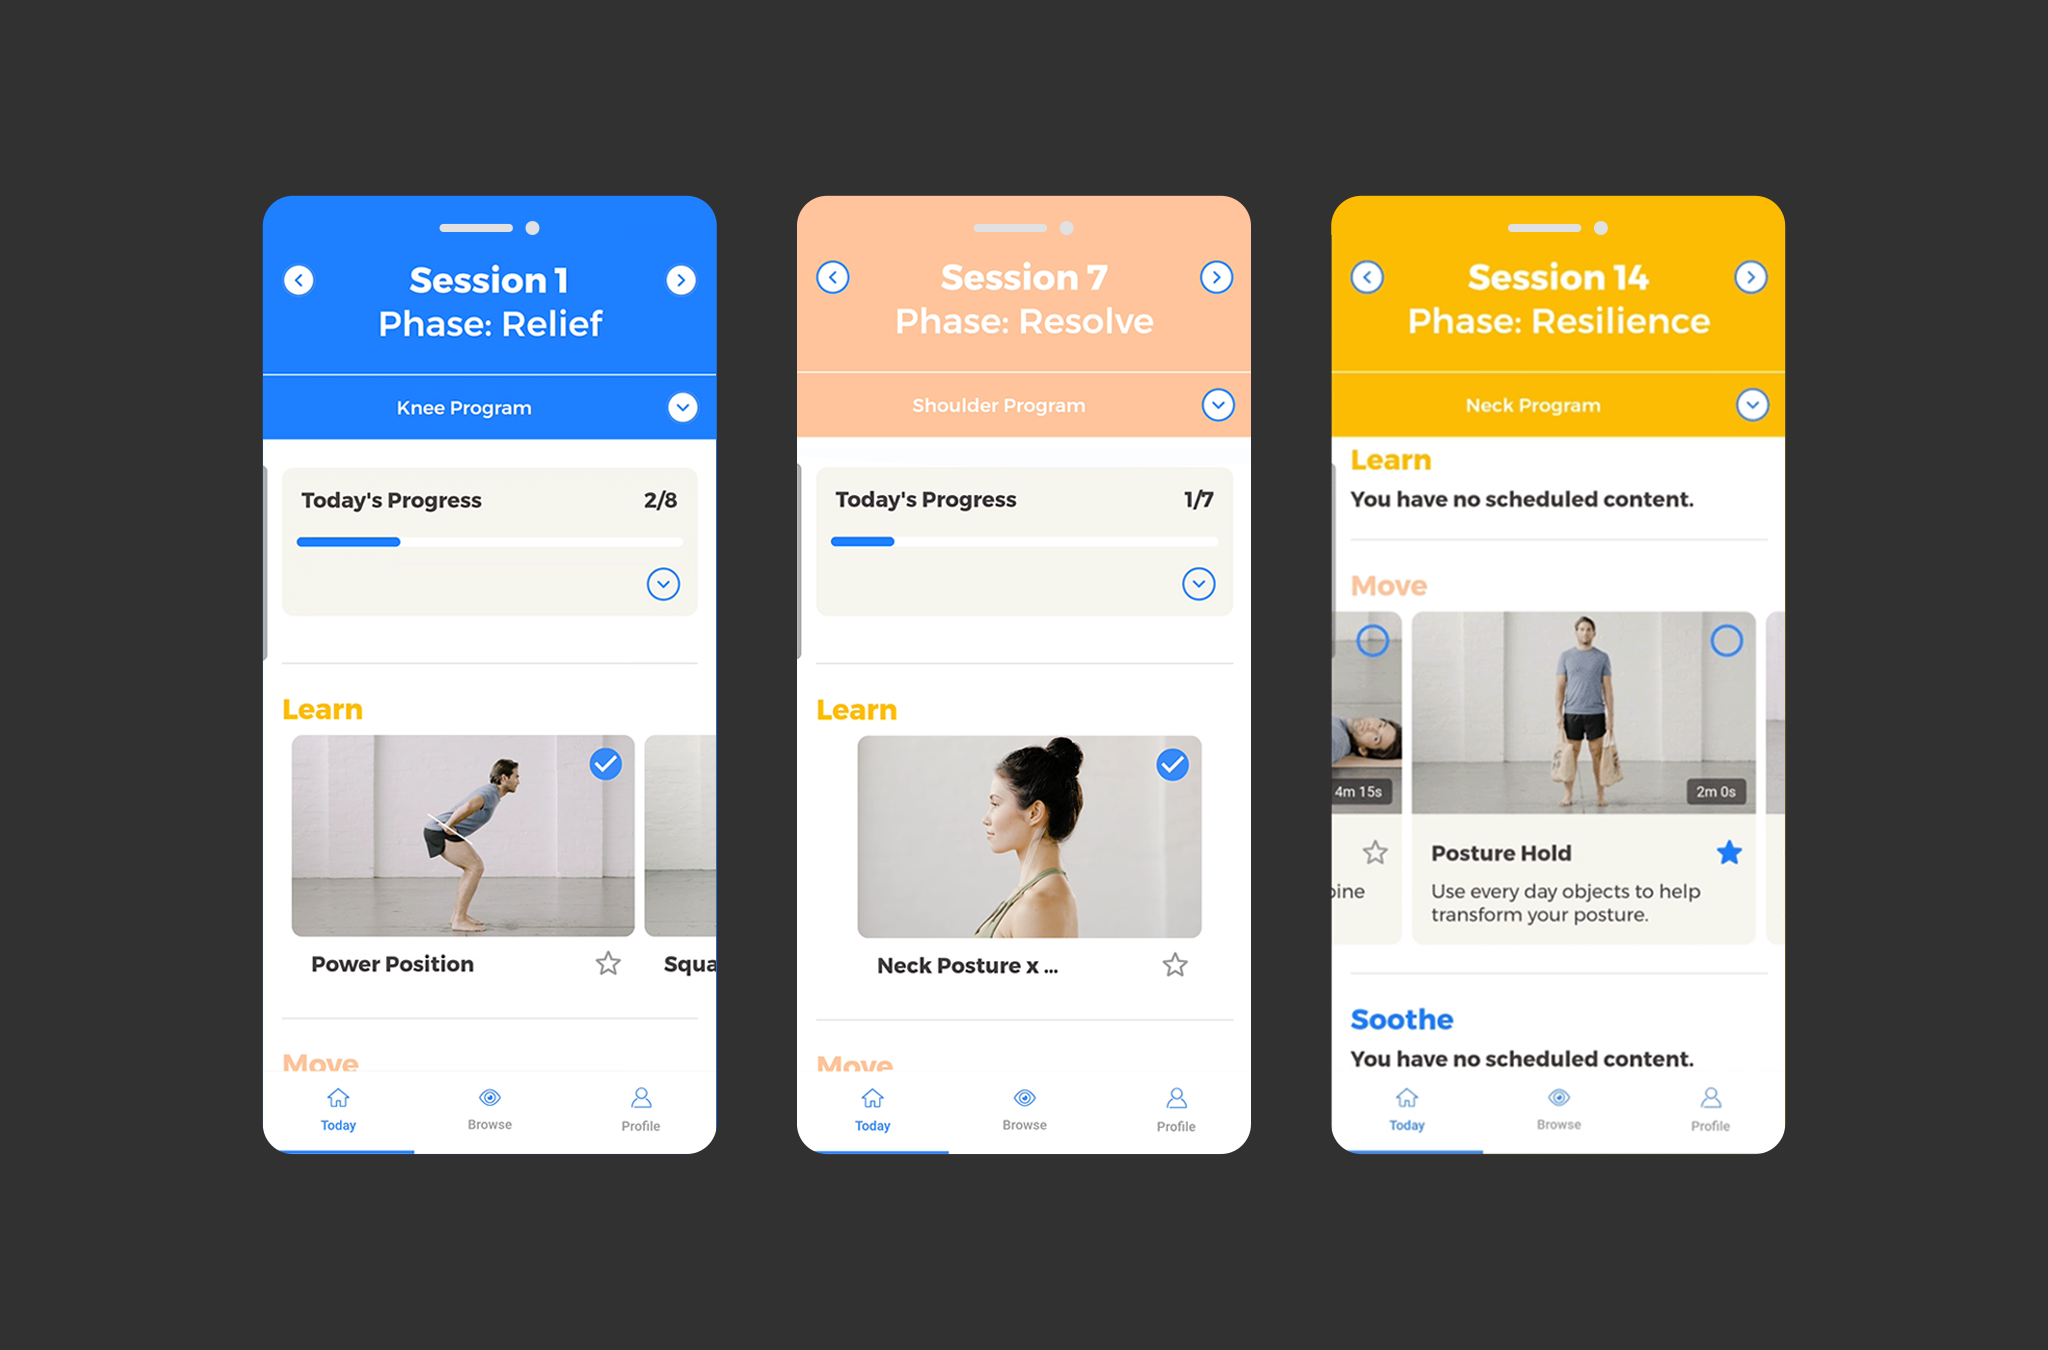 Session 1
Phase: Relief
Knee Program
Today's Progress
2/8
Learn
Power Position
Squa
Move
Today
Browse
Profile
Session 7
Phase: Resolve
Shoulder Program
Today's Progress
1/7
Learn
Neck Posture x ...
Move
Today
Browse
Profile
Session 14
Phase: Resilience
Neck Program
Learn
You have no scheduled content.
Move
4m 15s
2m 0s
pine
Posture Hold
Use every day objects to help
transform your posture.
Soothe
You have no scheduled content.
Today
Browse
Profile